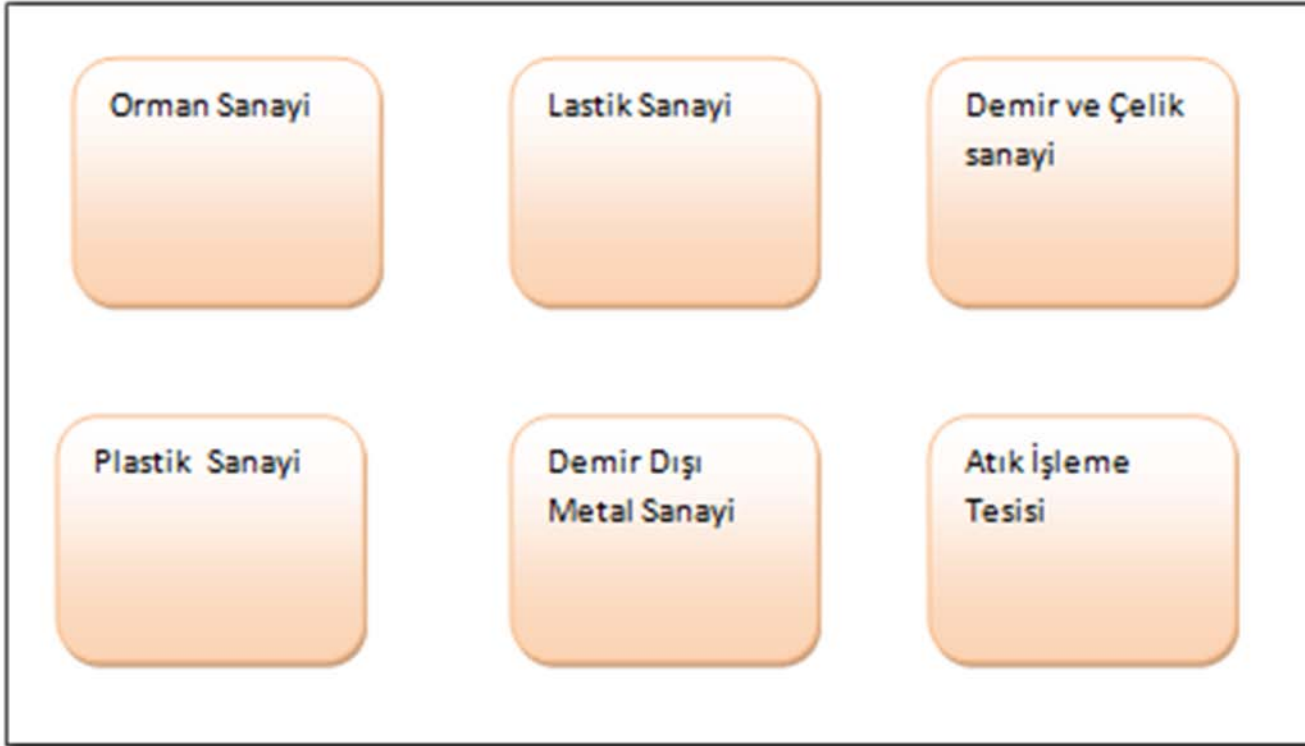 Orman Sanayi
Lastik Sanayi
Demir ve Çelik
sanayi
Plastik Sanayi
Demir Dışı
Metal Sanayi
Atık İşleme
Tesisi